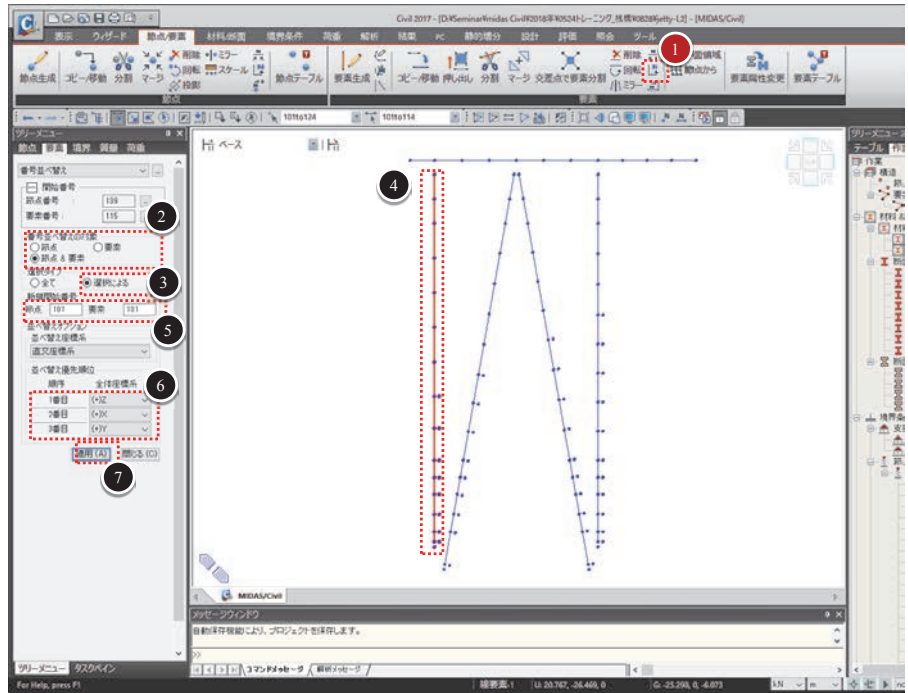 Civil 2017 - [D:¥Seminar¥midas Civil¥2018年¥0524トレーニング_桟橋¥0828¥jetty-L2] - [MIDAS/Civil]
表示 ウィザード 節点/要素 材料/断面 境界条件 荷重 解析 結果 PC 静的増分 設計 評価 照会 ツール
節点生成 コピー/移動 分割 マージ 削除 ミラー 回転 スケール 投影 節点テーブル
要素生成 コピー/移動 押し出し 分割 マージ 交差点で要素分割 削除 回転 ミラー 節点から 要素属性変更 要素テーブル
節点 要素
1
101to124 101to114
ツリーメニュー
節点 要素 境界 質量 荷重
ベース
番号並べ替え
開始番号
節点番号 : 139
要素番号 : 115
2
番号並べ替えの対象
節点 要素
節点 & 要素
選択タイプ
全て 選択による
3
新規開始番号
節点 101 要素 101
5
並べ替えオプション
並べ替え座標系
直交座標系
並べ替え優先順位
順序 全体座標系
6
1番目 (+)Z
2番目 (+)X
3番目 (+)Y
適用(A) 閉じる(C)
7
4
ツリーメニュー 2
テーブル
作業
構造
MIDAS/Civil
メッセージウィンドウ
自動保存機能により、プロジェクトを保存します。
>>
コマンドメッセージ 解析メッセージ
ツリーメニュー タスクペイン
For Help, press F1
線要素-1 U: 20.767, -26.469, 0 G: -25.290, 0, -6.073 kN m